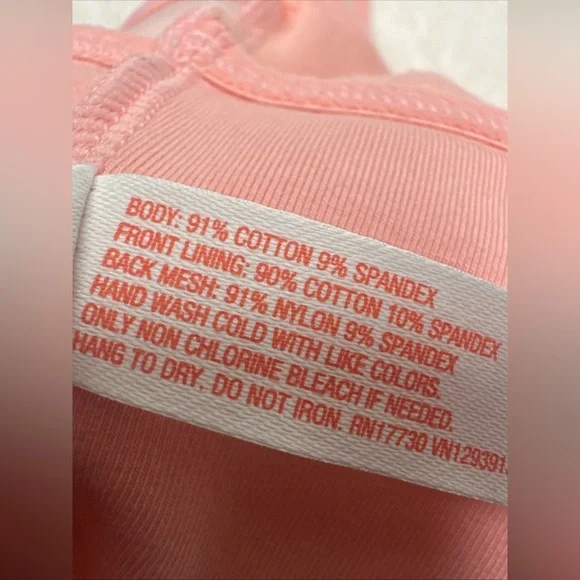 BODY: 91% COTTON 9% SPANDEX
FRONT LINING: 90% COTTON 10% SPANDEX
BACK MESH: 91% NYLON 9% SPANDEX
HAND WASH COLD WITH LIKE COLORS.
ONLY NON CHLORINE BLEACH IF NEEDED.
HANG TO DRY. DO NOT IRON. RN17730